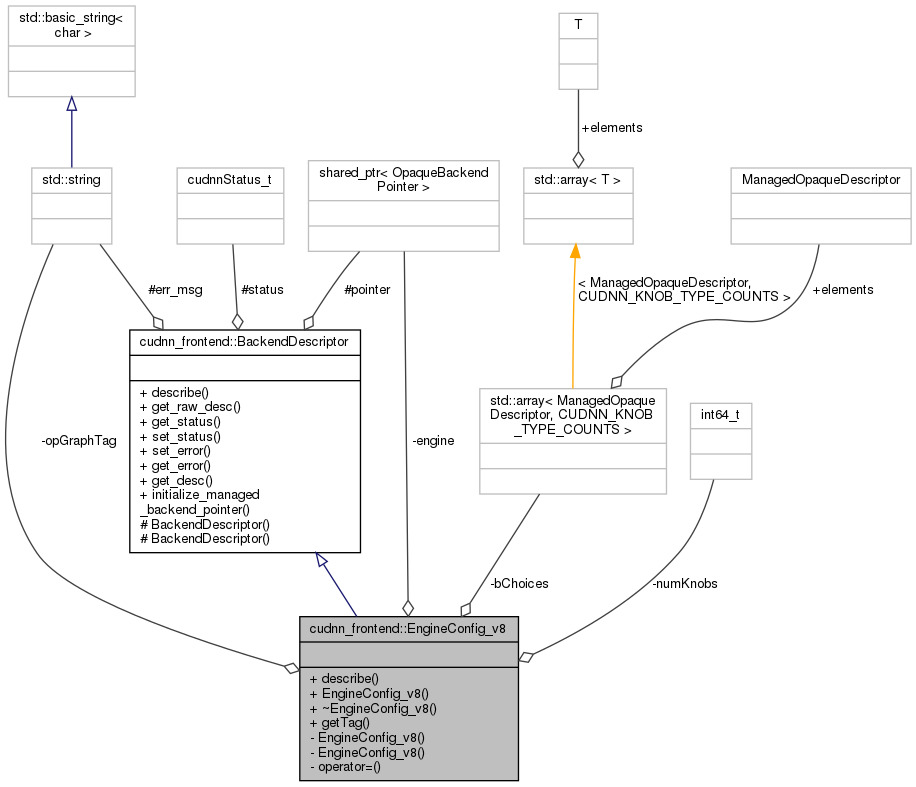 std::basic_string<
char >
T
+elements
std::string
cudnnStatus_t
shared_ptr< OpaqueBackend
Pointer >
std::array< T >
ManagedOpaqueDescriptor
#err_msg
#status
#pointer
< ManagedOpaqueDescriptor,
CUDNN_KNOB_TYPE_COUNTS >
+elements
cudnn_frontend::BackendDescriptor
+ describe()
+ get_raw_desc()
+ get_status()
+ set_status()
+ set_error()
+ get_error()
+ get_desc()
+ initialize_managed
_backend_pointer()
# BackendDescriptor()
# BackendDescriptor()
std::array< ManagedOpaque
Descriptor, CUDNN_KNOB
_TYPE_COUNTS >
int64_t
-opGraphTag
-engine
-bChoices
-numKnobs
cudnn_frontend::EngineConfig_v8
+ describe()
+ EngineConfig_v8()
+ ~EngineConfig_v8()
+ getTag()
- EngineConfig_v8()
- EngineConfig_v8()
- operator=()